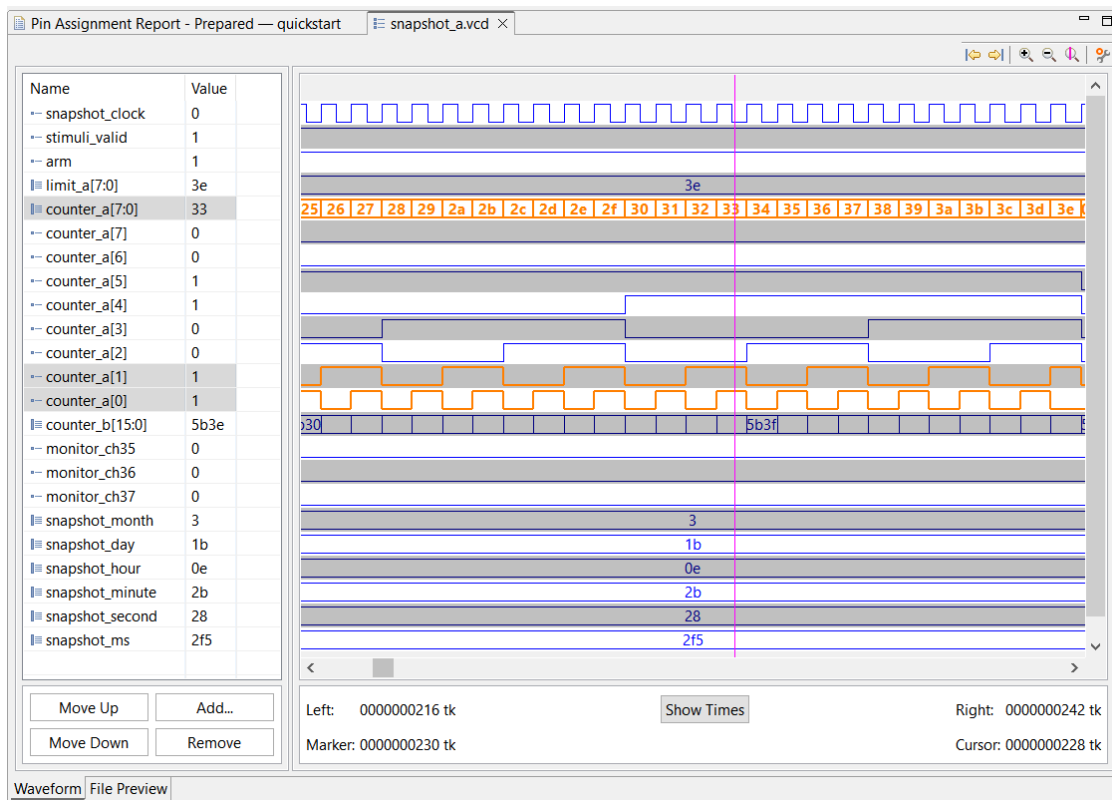 Pin Assignment Report - Prepared — quickstart snapshot_a.vcd
Name Value
snapshot_clock 0
stimuli_valid 1
arm 1
limit_a[7:0] 3e 3e
counter_a[7:0] 33 25 26 27 28 29 2a 2b 2c 2d 2e 2f 30 31 32 33 34 35 36 37 38 39 3a 3b 3c 3d 3e
counter_a[7] 0
counter_a[6] 0
counter_a[5] 1
counter_a[4] 1
counter_a[3] 0
counter_a[2] 0
counter_a[1] 1
counter_a[0] 1
counter_b[15:0] 5b3e b30 5b3f
monitor_ch35 0
monitor_ch36 0
monitor_ch37 0
snapshot_month 3 3
snapshot_day 1b 1b
snapshot_hour 0e 0e
snapshot_minute 2b 2b
snapshot_second 28 28
snapshot_ms 2f5 2f5
Move Up Add... Left: 0000000216 tk Show Times Right: 0000000242 tk
Move Down Remove Marker: 0000000230 tk Cursor: 0000000228 tk
Waveform File Preview